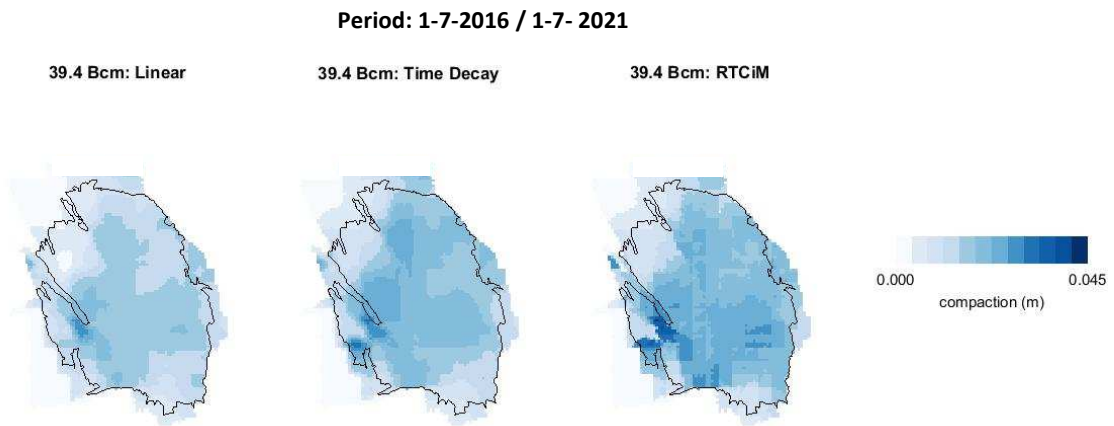 Period: 1-7-2016 / 1-7- 2021
39.4 Bcm: Linear
39.4 Bcm: Time Decay
39.4 Bcm: RTCiM
0.000
0.045
compaction (m)